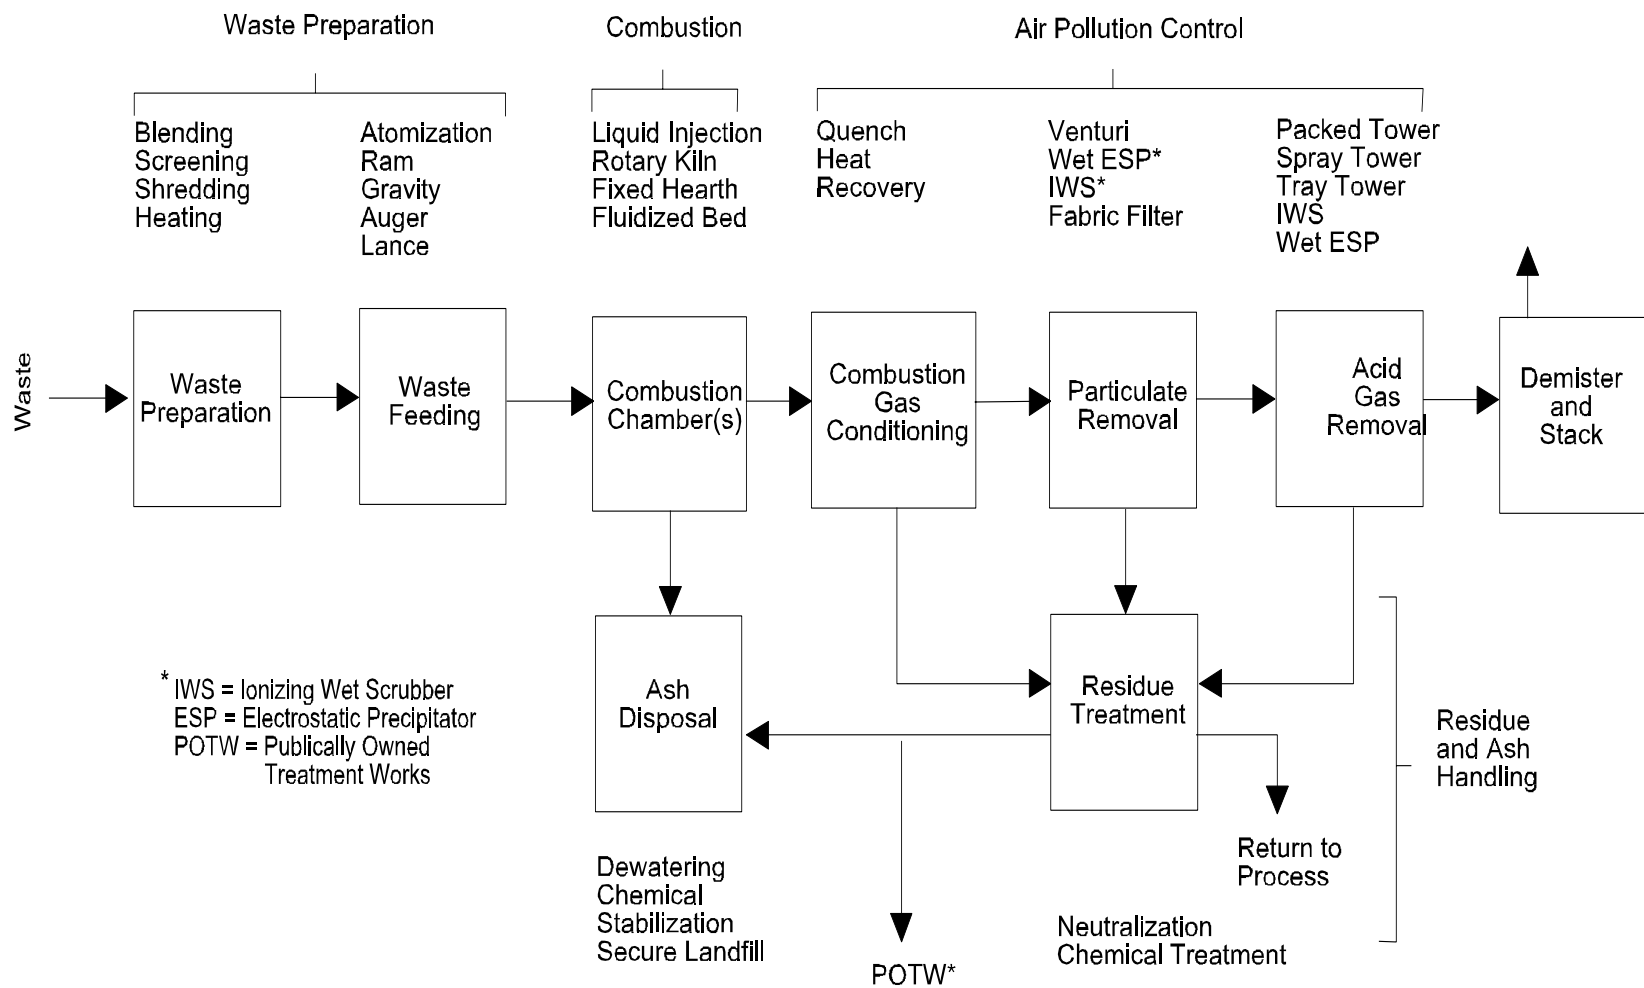 Waste Preparation
Combustion
Air Pollution Control
Blending
Screening
Shredding
Heating
Atomization
Ram
Gravity
Auger
Lance
Liquid Injection
Rotary Kiln
Fixed Hearth
Fluidized Bed
Quench
Heat
Recovery
Venturi
Wet ESP*
IWS*
Fabric Filter
Packed Tower
Spray Tower
Tray Tower
IWS
Wet ESP
Waste
Waste
Preparation
Waste
Feeding
Combustion
Chamber(s)
Combustion
Gas
Conditioning
Particulate
Removal
Acid
Gas
Removal
Demister
and
Stack
* IWS = Ionizing Wet Scrubber
ESP = Electrostatic Precipitator
POTW = Publically Owned
Treatment Works
Ash
Disposal
Residue
Treatment
Residue
and Ash
Handling
Dewatering
Chemical
Stabilization
Secure Landfill
POTW*
Return to
Process
Neutralization
Chemical Treatment